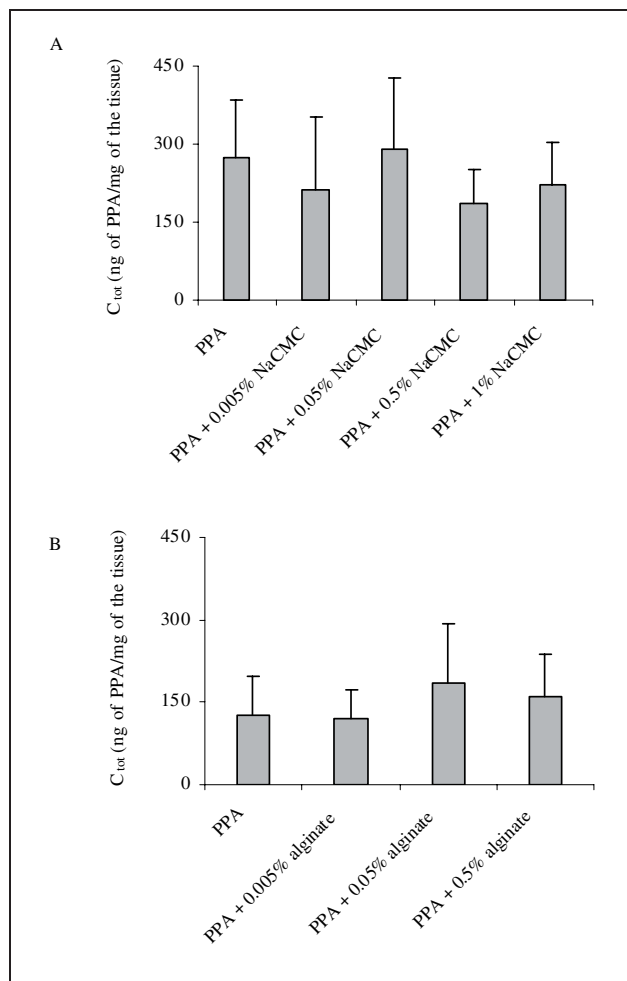 A
C tot (ng of PPA/mg of the tissue)
450
300
150
0
PPA
PPA + 0.005% NaCMC
PPA + 0.05% NaCMC
PPA + 0.5% NaCMC
PPA + 1% NaCMC
B
C tot (ng of PPA/mg of the tissue)
450
300
150
0
PPA
PPA + 0.005% alginate
PPA + 0.05% alginate
PPA + 0.5% alginate